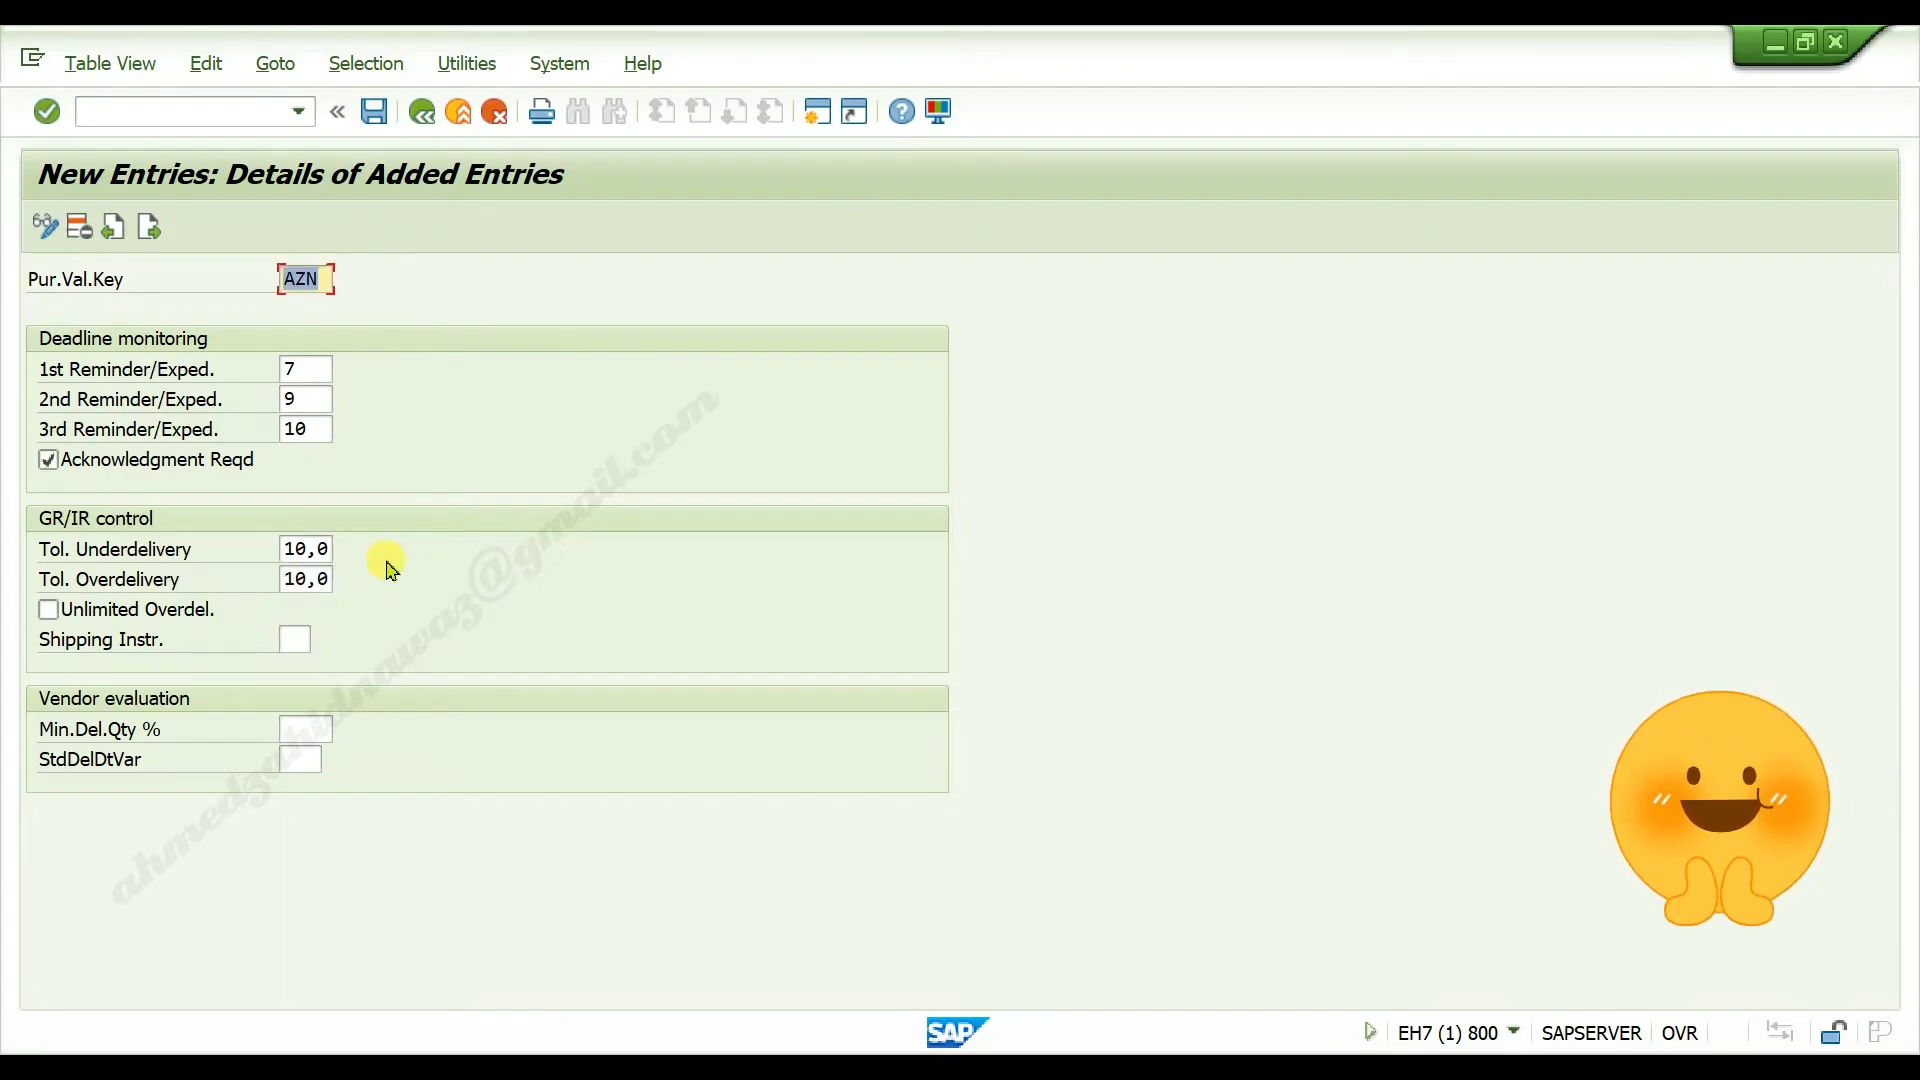 Table View Edit Goto Selection Utilities System Help
New Entries: Details of Added Entries
Pur.Val.Key AZN
Deadline monitoring
1st Reminder/Exped. 7
2nd Reminder/Exped. 9
3rd Reminder/Exped. 10
Acknowledgment Reqd
GR/IR control
Tol. Underdelivery 10,0
Tol. Overdelivery 10,0
Unlimited Overdel.
Shipping Instr.
Vendor evaluation
Min.Del.Qty %
StdDelDtVar
ahmedzahidnawaz@gmail.com
SAP EH7 (1) 800 SAPSERVER OVR